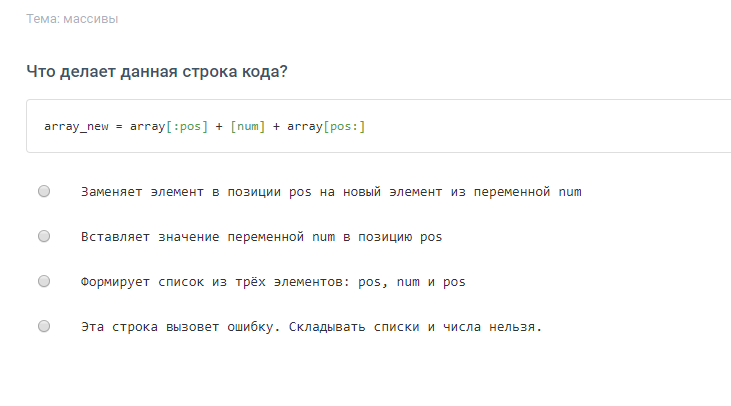 Тема: массивы
Что делает данная строка кода?
array_new = array[:pos] + [num] + array[pos:]
Заменяет элемент в позиции pos на новый элемент из переменной num
Вставляет значение переменной num в позицию pos
Формирует список из трёх элементов: pos, num и pos
Эта строка вызовет ошибку. Складывать списки и числа нельзя.